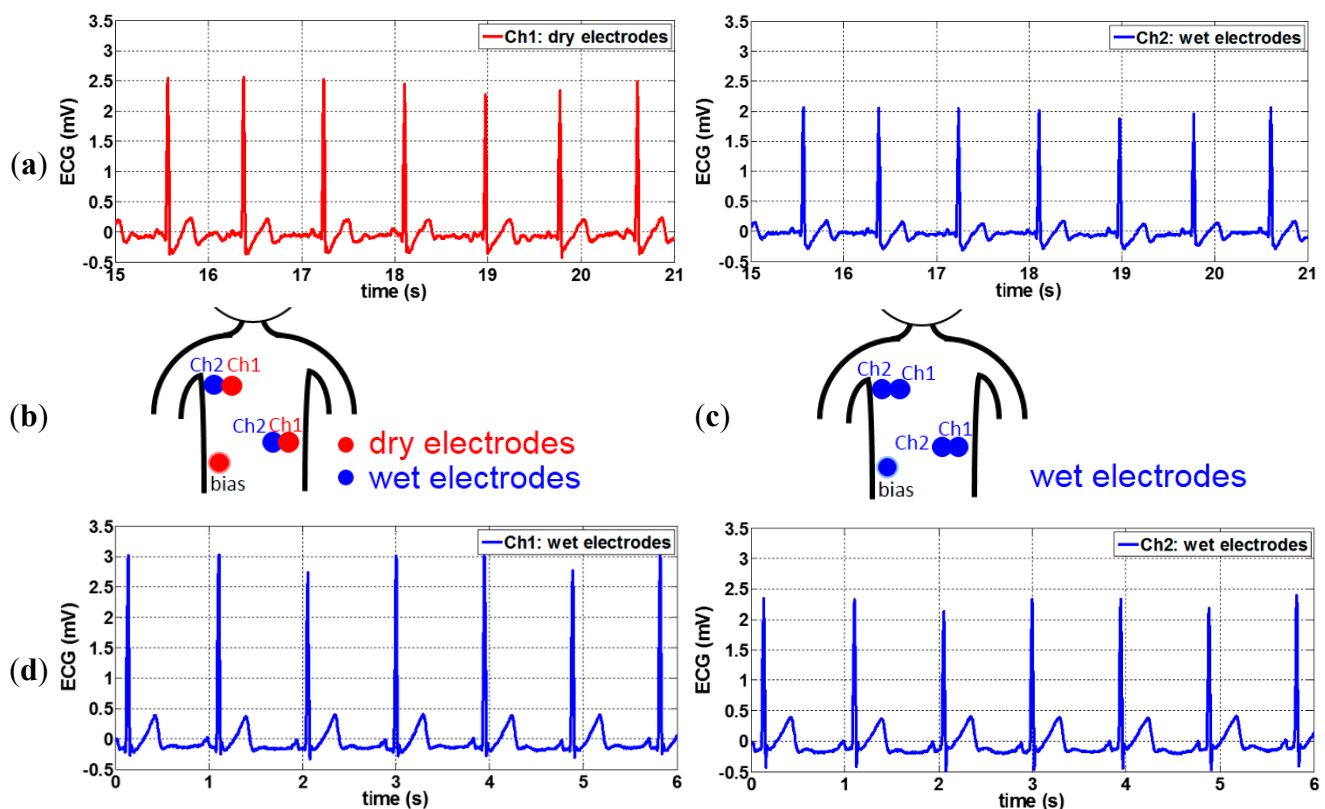 (a)
ECG (mV)
3.5
3
2.5
2
1.5
1
0.5
0
-0.5
Ch1: dry electrodes
15 16 17 18 19 20 21
time (s)
ECG (mV)
3.5
3
2.5
2
1.5
1
0.5
0
-0.5
Ch2: wet electrodes
15 16 17 18 19 20 21
time (s)
(b)
Ch2 Ch1
Ch2 Ch1
bias
dry electrodes
wet electrodes
(c)
Ch2 Ch1
Ch2 Ch1
bias
wet electrodes
(d)
ECG (mV)
3.5
3
2.5
2
1.5
1
0.5
0
-0.5
Ch1: wet electrodes
0 1 2 3 4 5 6
time (s)
ECG (mV)
3.5
3
2.5
2
1.5
1
0.5
0
-0.5
Ch2: wet electrodes
0 1 2 3 4 5 6
time (s)